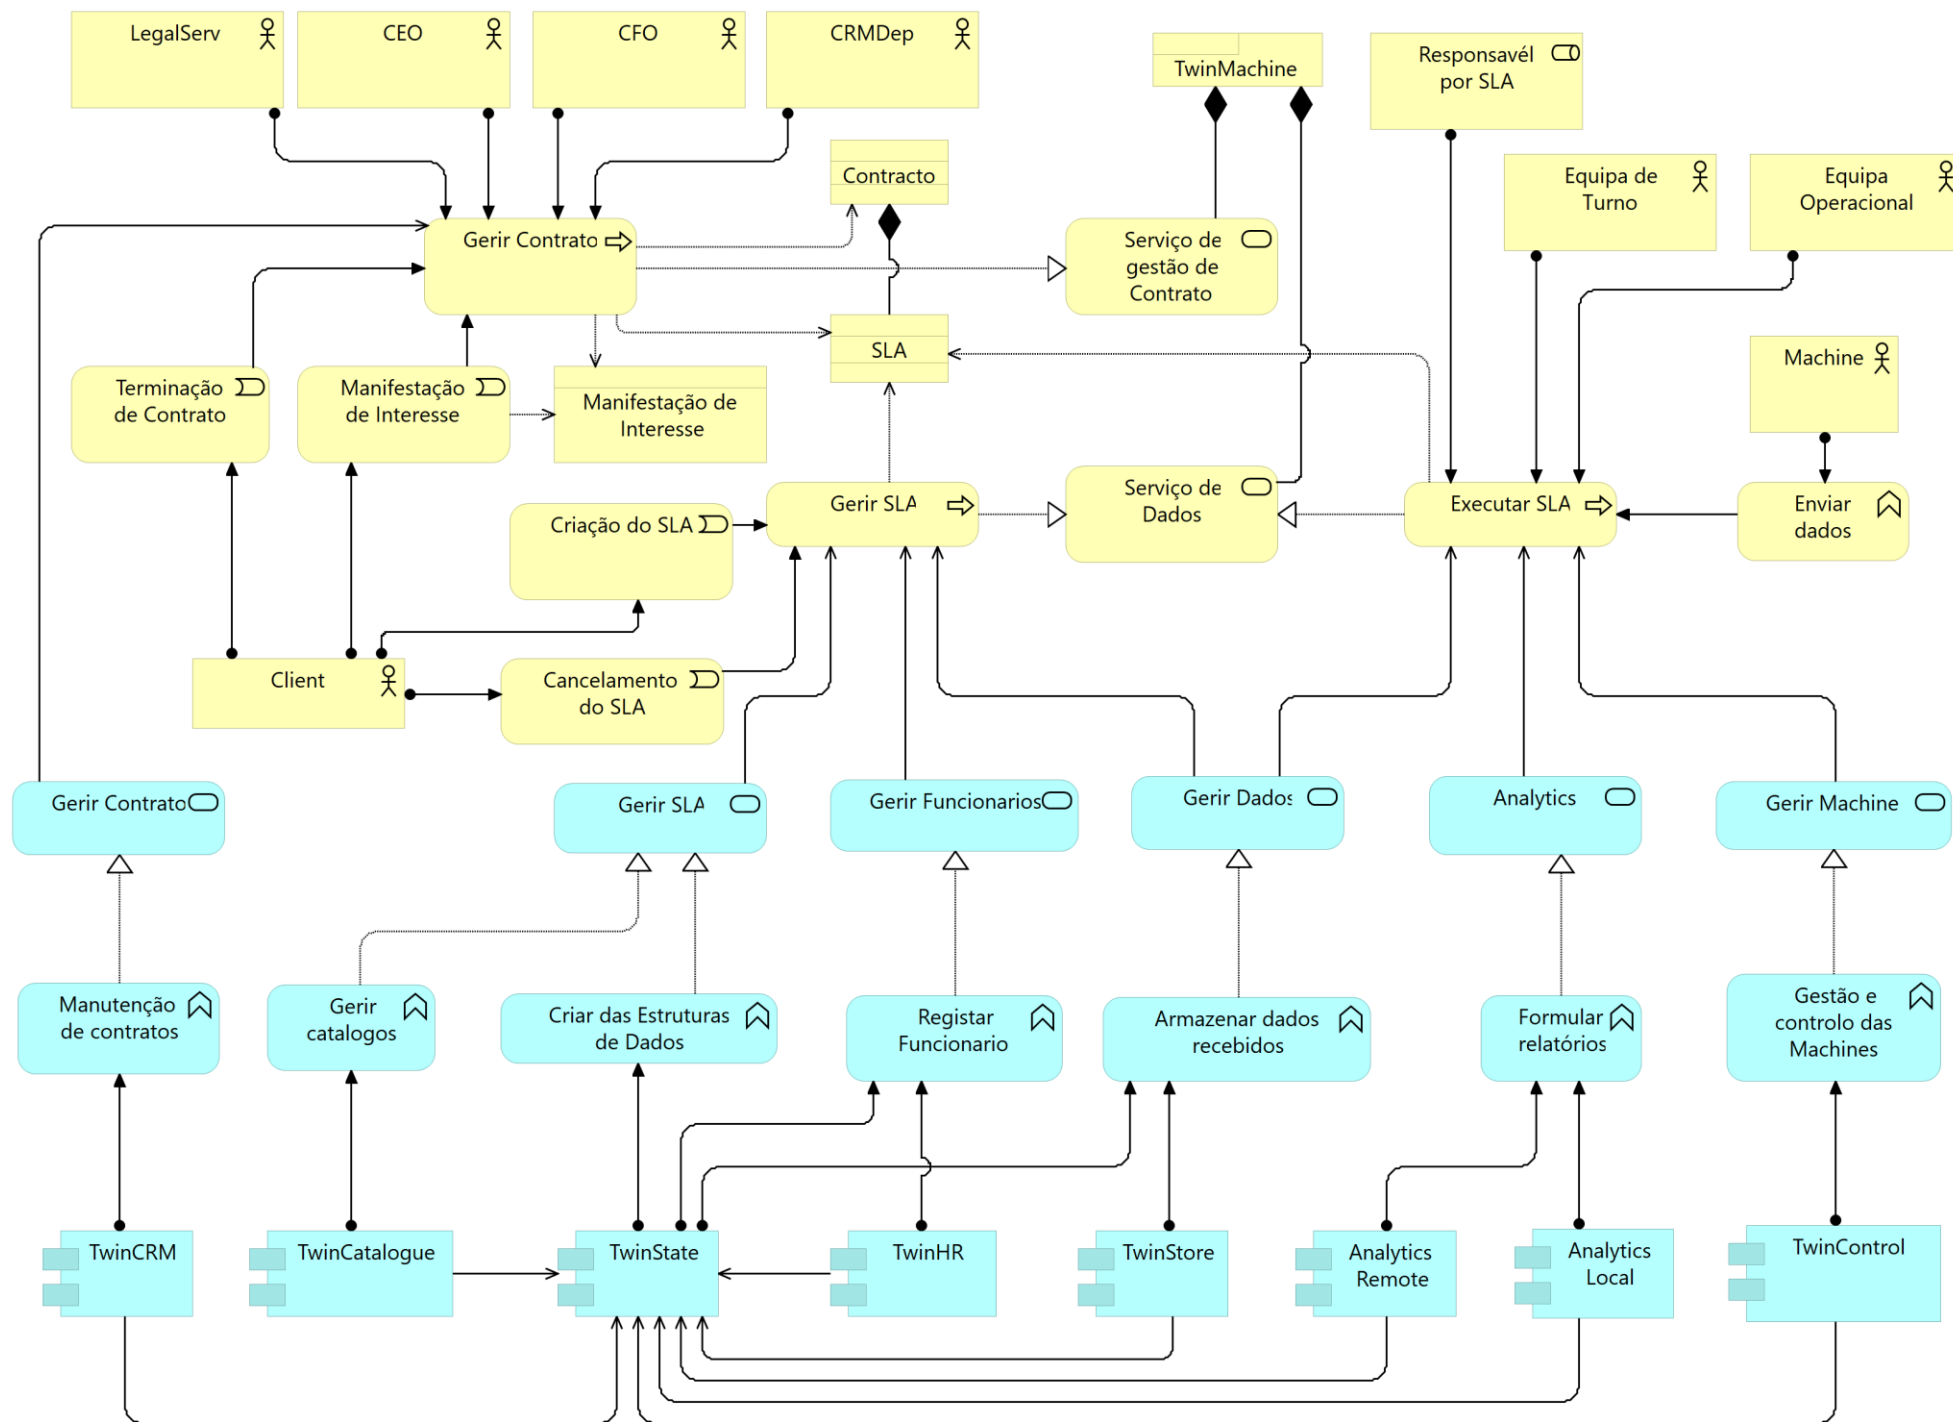 LegalServ
CEO
CFO
CRMDep
TwinMachine
Responsavél
por SLA
Contracto
Equipa de
Turno
Equipa
Operacional
Gerir Contrato
Serviço de
gestão de
Contrato
SLA
Machine
Terminação
de Contrato
Manifestação
de Interesse
Manifestação de
Interesse
Gerir SLA
Serviço de
Dados
Executar SLA
Enviar
dados
Criação do SLA
Client
Cancelamento
do SLA
Gerir Contrato
Gerir SLA
Gerir Funcionarios
Gerir Dados
Analytics
Gerir Machine
Manutenção
de contratos
Gerir
catalogos
Criar das Estruturas
de Dados
Registar
Funcionario
Armazenar dados
recebidos
Formular
relatórios
Gestão e
controlo das
Machines
TwinCRM
TwinCatalogue
TwinState
TwinHR
TwinStore
Analytics
Remote
Analytics
Local
TwinControl